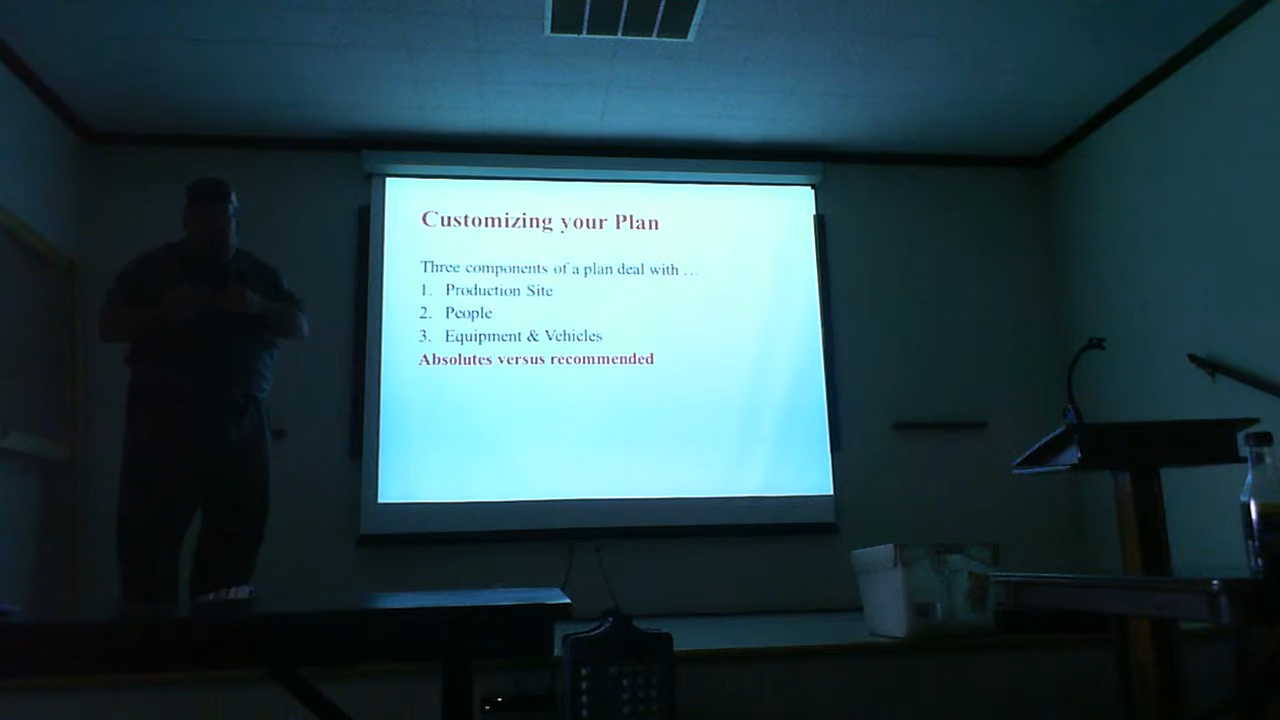 Customizing your Plan
Three components of a plan deal with …
1. Production Site
2. People
3. Equipment & Vehicles
Absolutes versus recommended